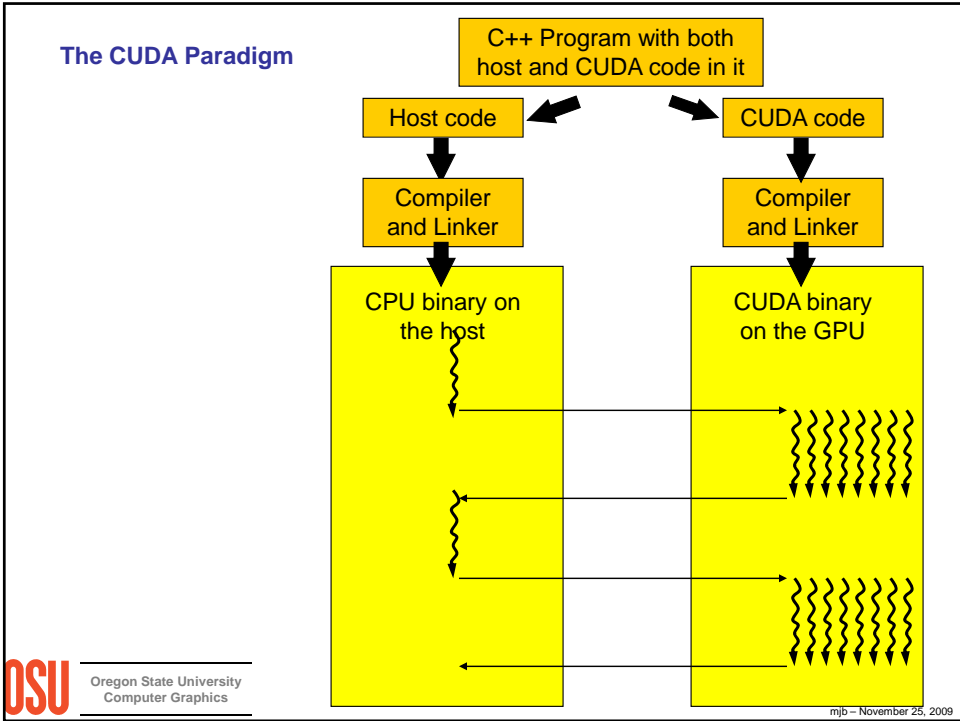 The CUDA Paradigm
C++ Program with both
host and CUDA code in it
Host code
CUDA code
Compiler
and Linker
Compiler
and Linker
CPU binary on
the host
CUDA binary
on the GPU
OSU
Oregon State University
Computer Graphics
mjb – November 25, 2009